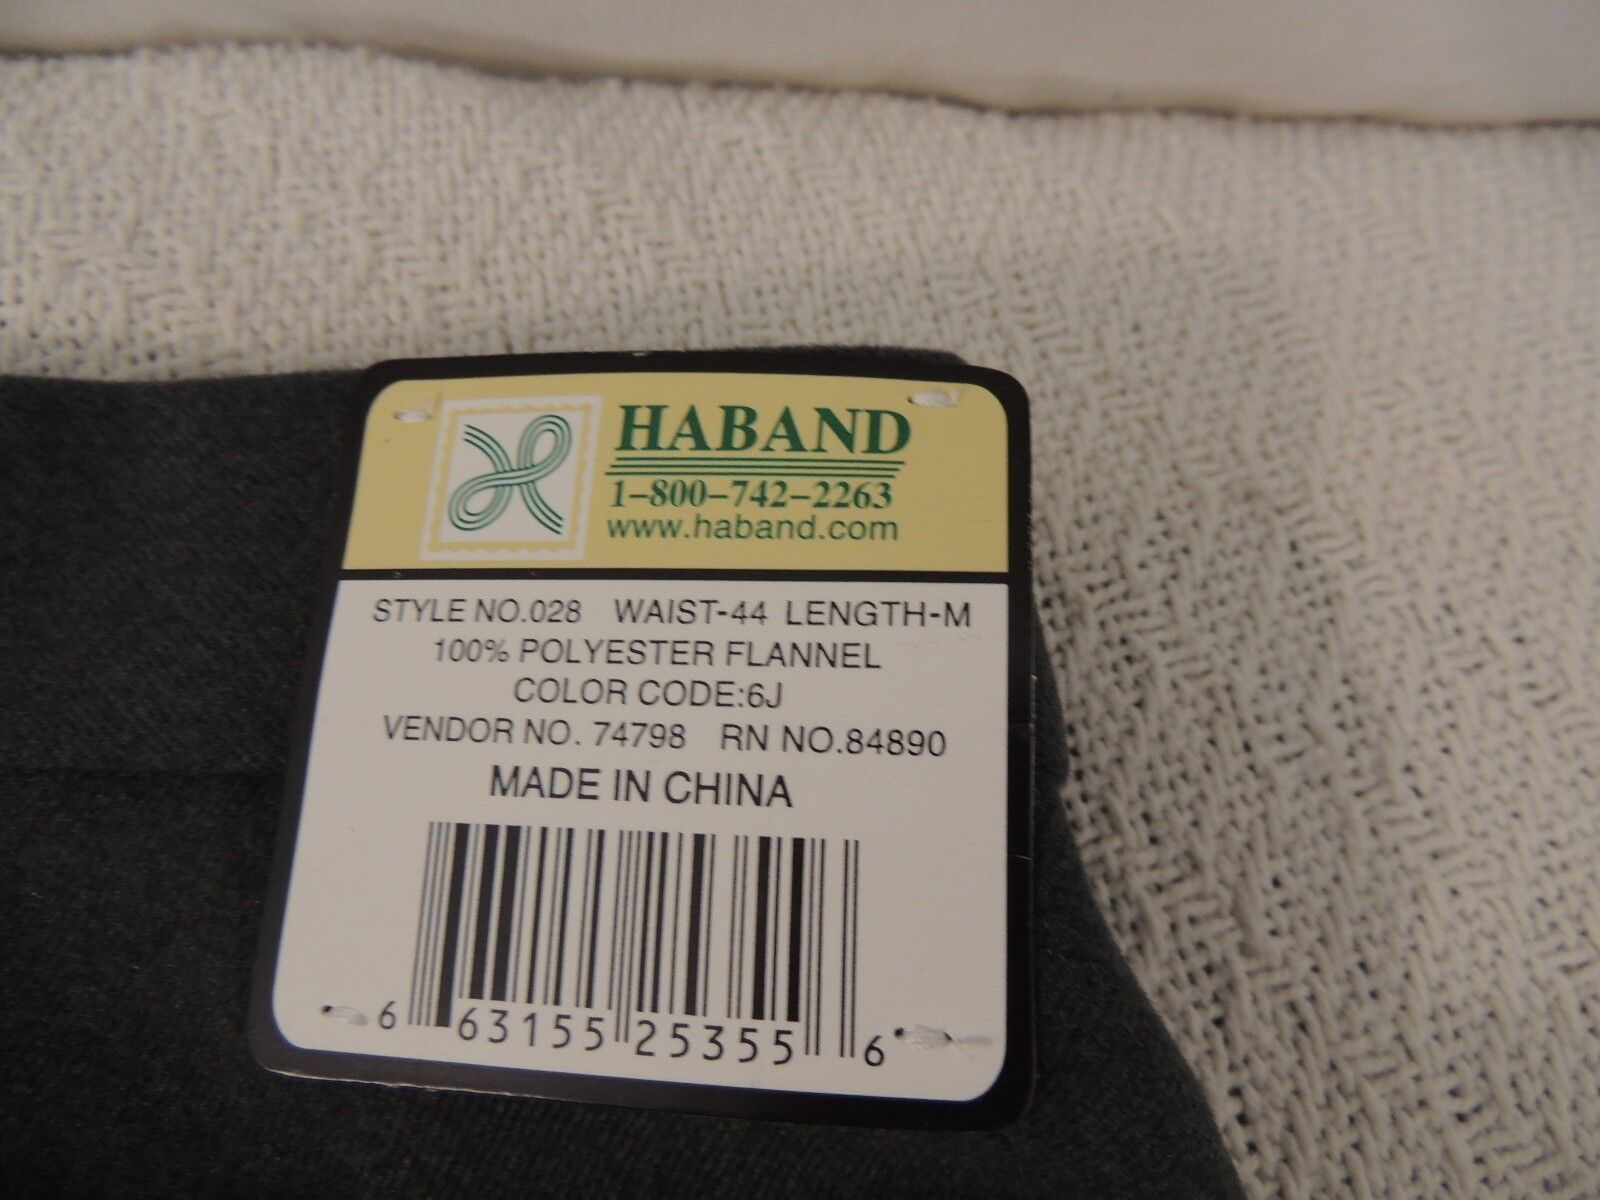 HABAND
1-800-742-2263
www.haband.com
STYLE NO.028 WAIST-44 LENGTH-M
100% POLYESTER FLANNEL
COLOR CODE:6J
VENDOR NO. 74798 RN NO.84890
MADE IN CHINA
6 63155 25355 6